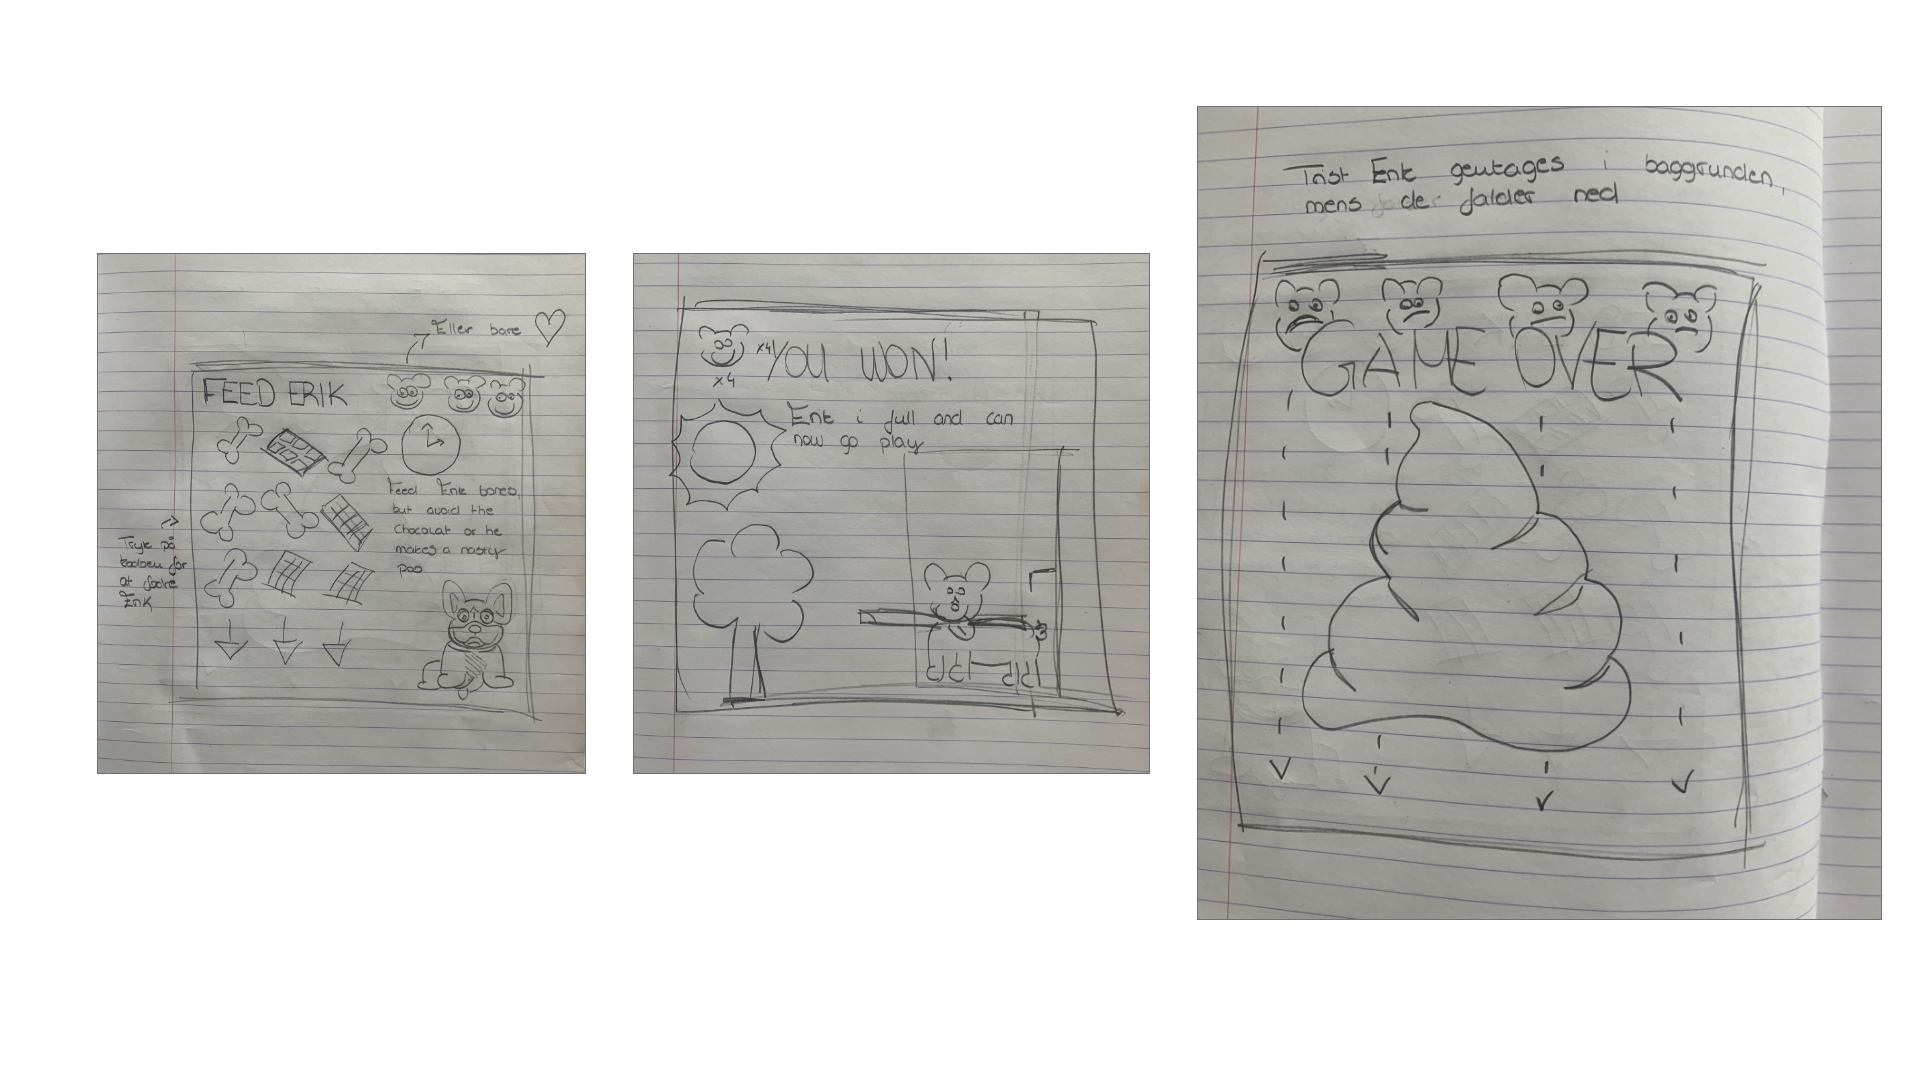 Eller bare
FEED ERIK
Feed Erik bones,
but avoid the
chocolat or he
makes a nasty
poo
Tryk på
for
at fodre
Erik
x4
YOU WON!
x4
Erik i full and can
now go play
Trist Erik gentages i baggrunden,
mens de falder ned
GAME OVER